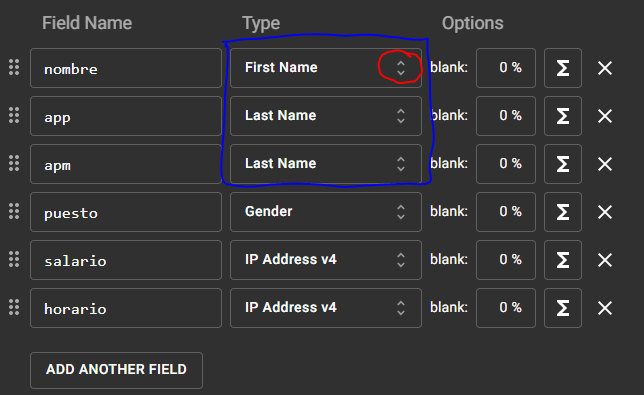 Field Name Type Options
nombre First Name blank: 0 % Σ
app Last Name blank: 0 % Σ
apm Last Name blank: 0 % Σ
puesto Gender blank: 0 % Σ
salario IP Address v4 blank: 0 % Σ
horario IP Address v4 blank: 0 % Σ
ADD ANOTHER FIELD